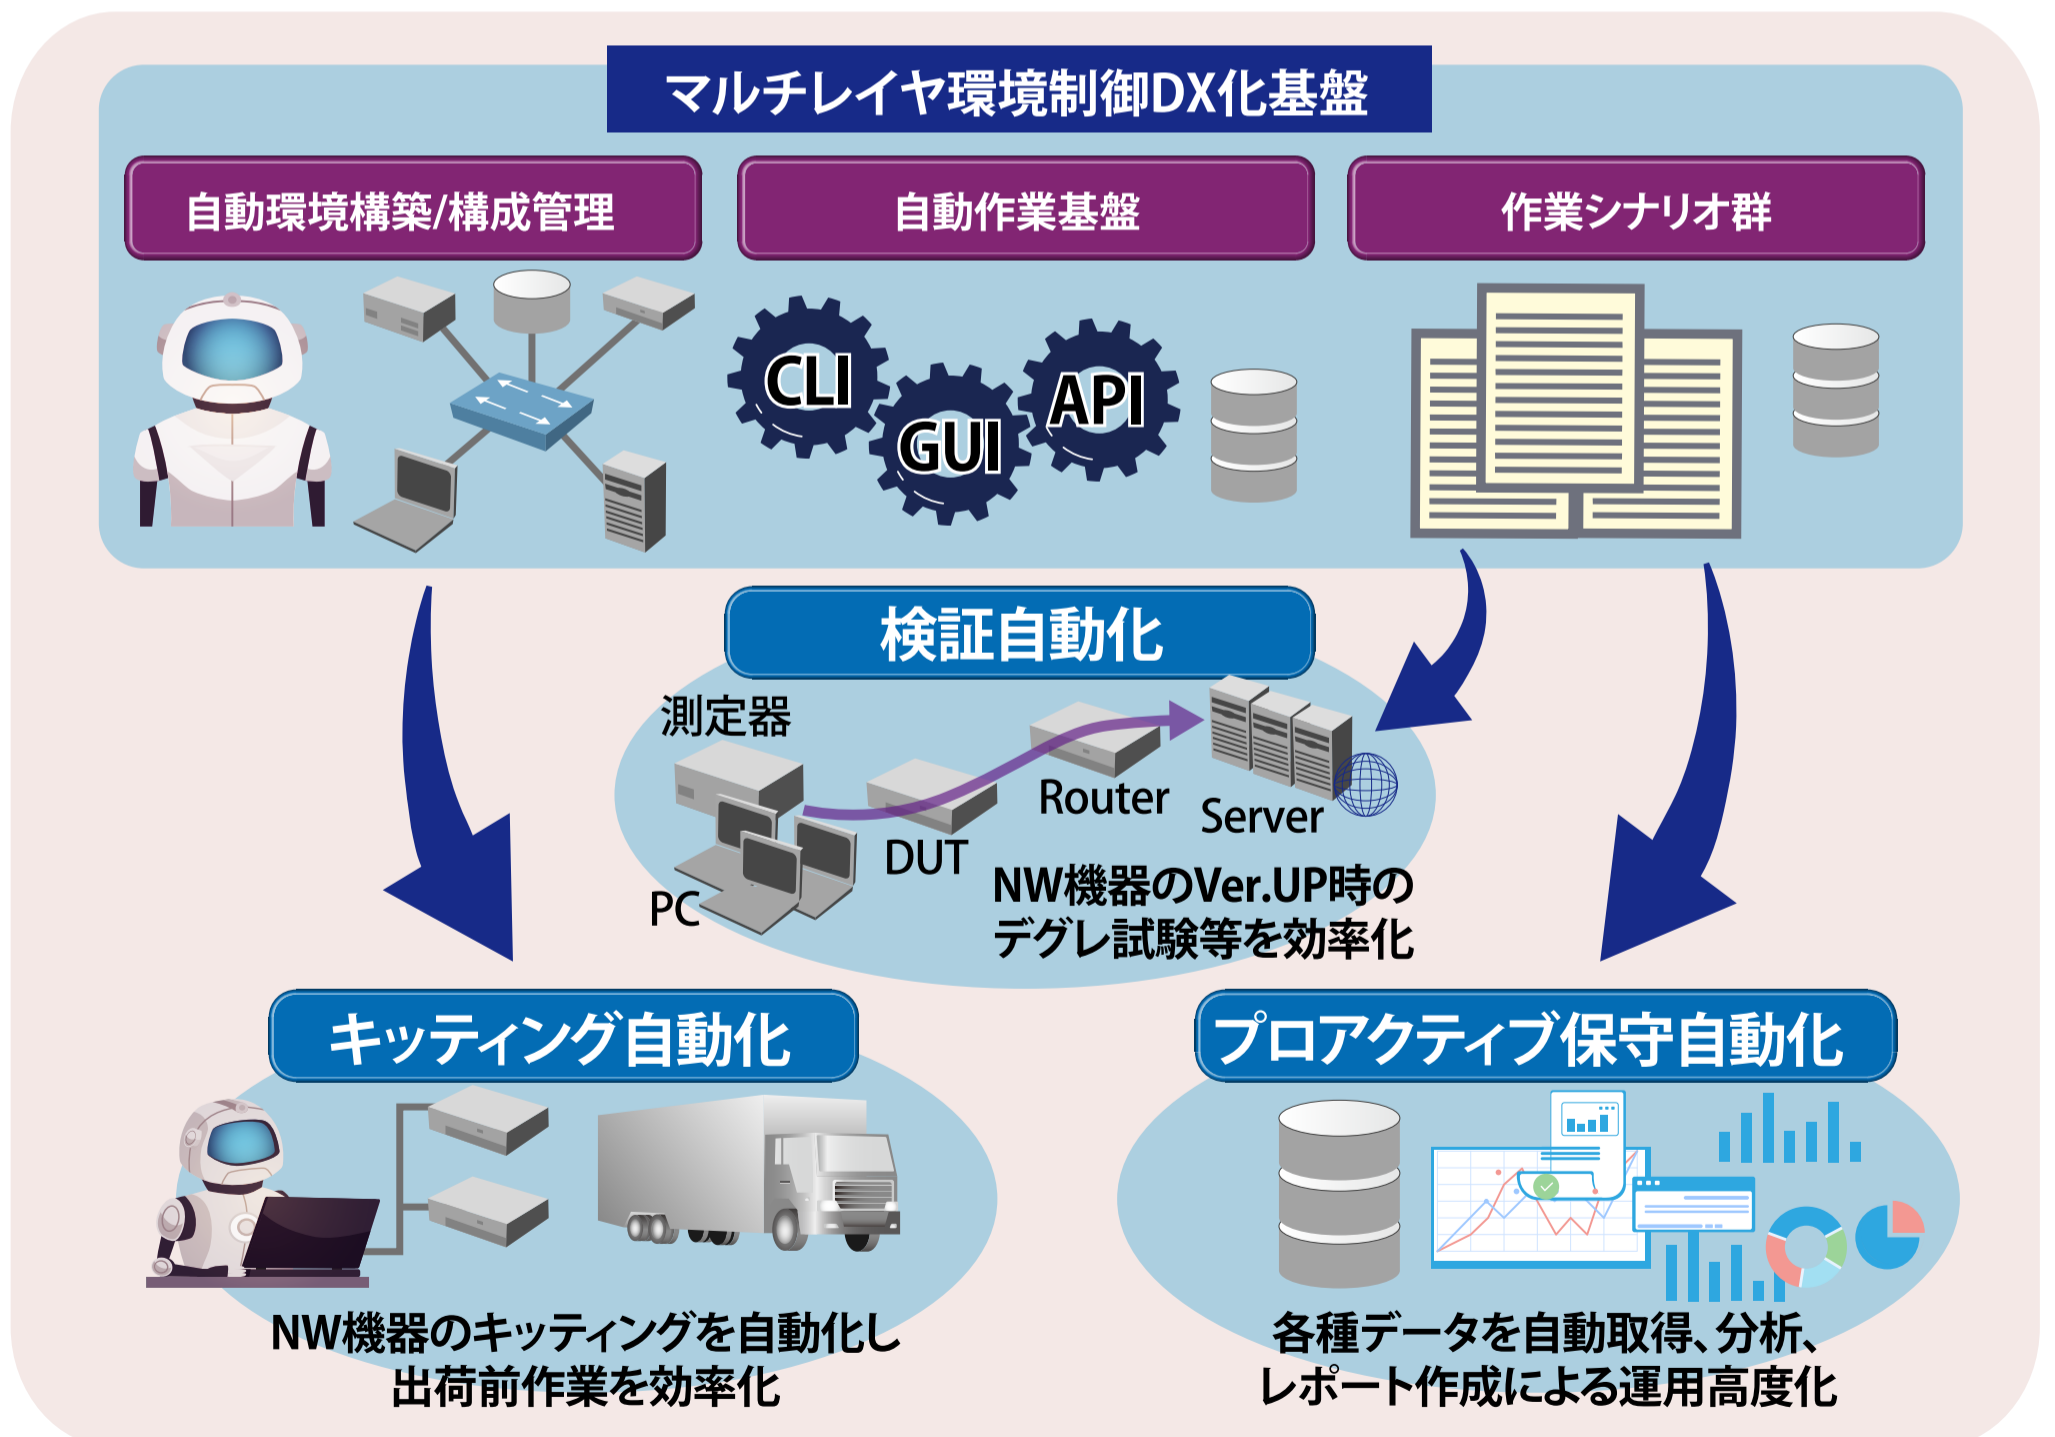 マルチレイヤ環境制御DX化基盤
自動環境構築/構成管理
自動作業基盤
作業シナリオ群
CLI
GUI
API
検証自動化
測定器
PC
DUT
Router
Server
NW機器のVer.UP時の
デグレ試験等を効率化
キッティング自動化
NW機器のキッティングを自動化し
出荷前作業を効率化
プロアクティブ保守自動化
各種データを自動取得、分析、
レポート作成による運用高度化